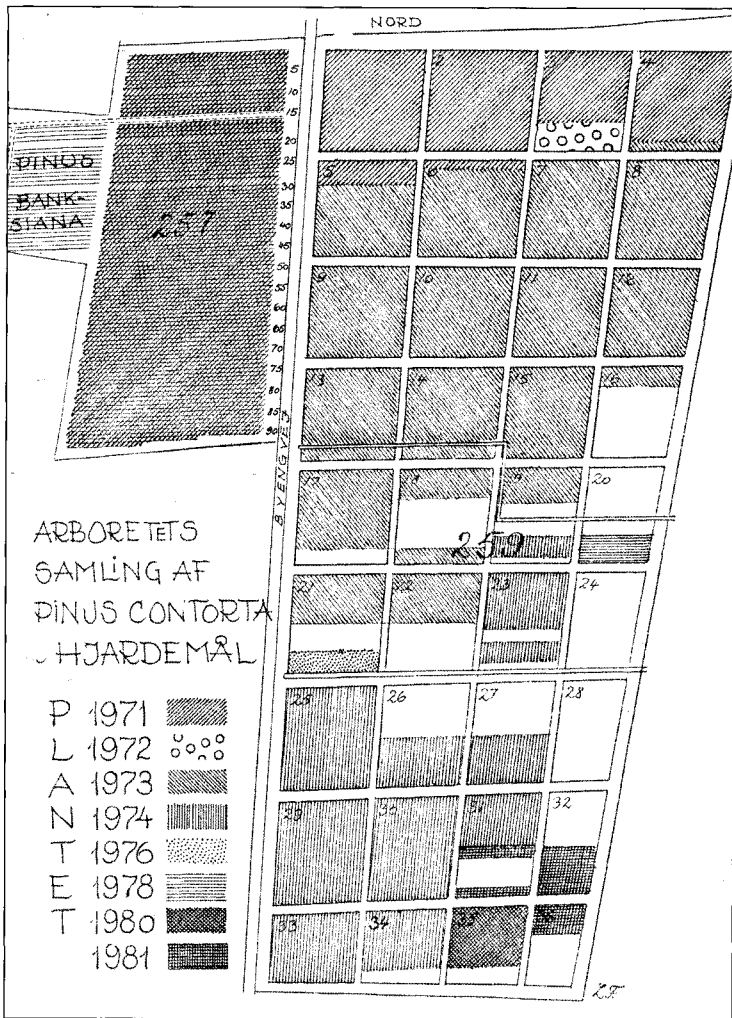 NORD
5
10
15
20
25
30
35
40
45
50
55
60
65
70
75
80
85
90
PINUS
BANK-
SIANA
257
BYENGVEJ
2
4
5 6 7 8
9 10 11 12
13 14 15 16
17 18 19 20
259
21 22 23 24
25 26 27 28
29 30 31 32
33 34 35 36
ARBORETETS
SAMLING AF
PINUS CONTORTA
HJARDEMÅL
P 1971
L 1972
A 1973
N 1974
T 1976
E 1978
T 1980
1981